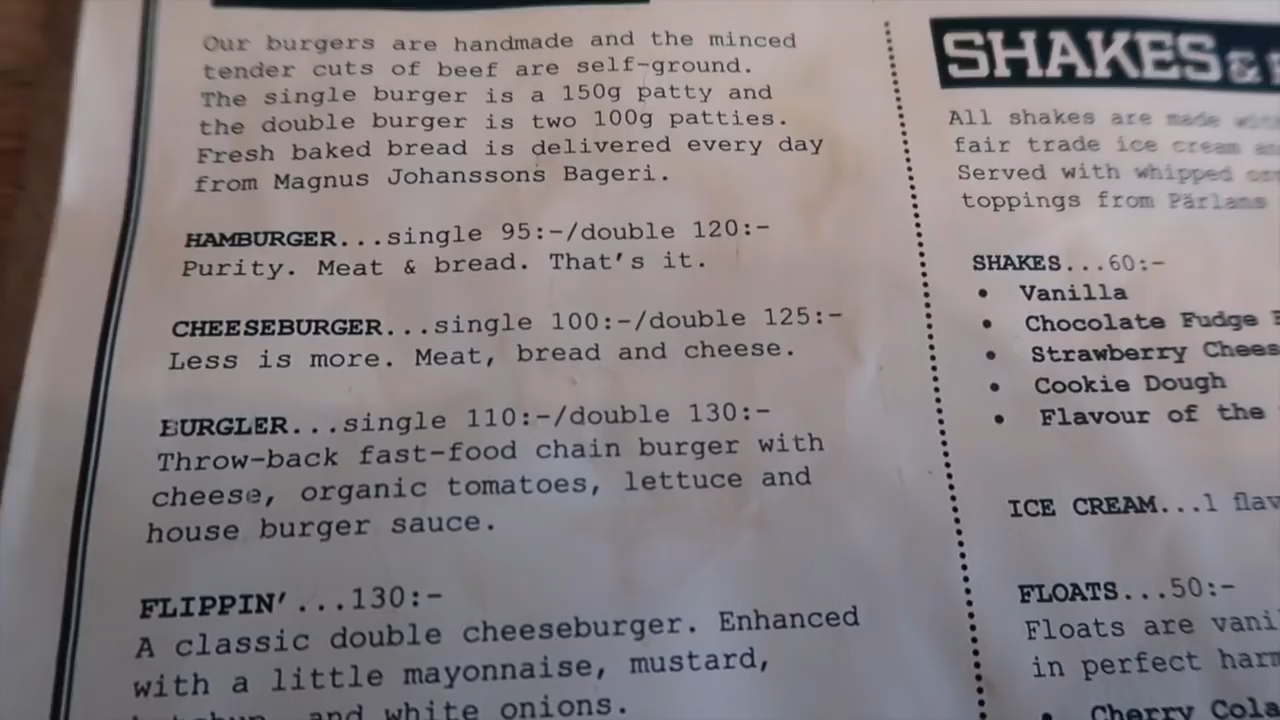 Our burgers are handmade and the minced
tender cuts of beef are self-ground.
The single burger is a 150g patty and
the double burger is two 100g patties.
Fresh baked bread is delivered every day
from Magnus Johanssons Bageri.
HAMBURGER...single 95:-/double 120:-
Purity. Meat & bread. That's it.
CHEESEBURGER...single 100:-/double 125:-
Less is more. Meat, bread and cheese.
BURGLER...single 110:-/double 130:-
Throw-back fast-food chain burger with
cheese, organic tomatoes, lettuce and
house burger sauce.
FLIPPIN'...130:-
A classic double cheeseburger. Enhanced
with a little mayonnaise, mustard,
and white onions.
SHAKES &
All shakes are made
fair trade ice cream
Served with whipped
toppings from Pärlans
SHAKES...60:-
• Vanilla
• Chocolate Fudge
• Strawberry
• Cookie Dough
• Flavour of the
ICE CREAM...1
FLOATS...50:-
Floats are
in perfect
• Cherry Cola